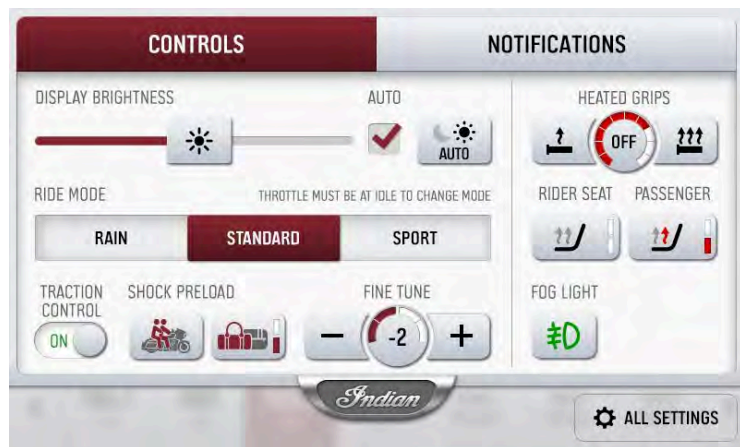 CONTROLS
NOTIFICATIONS
DISPLAY BRIGHTNESS
AUTO
AUTO
HEATED GRIPS
OFF
RIDE MODE
THROTTLE MUST BE AT IDLE TO CHANGE MODE
RAIN
STANDARD
SPORT
RIDER SEAT
PASSENGER
TRACTION
CONTROL
ON
SHOCK PRELOAD
FINE TUNE
− -2 +
FOG LIGHT
Indian
ALL SETTINGS